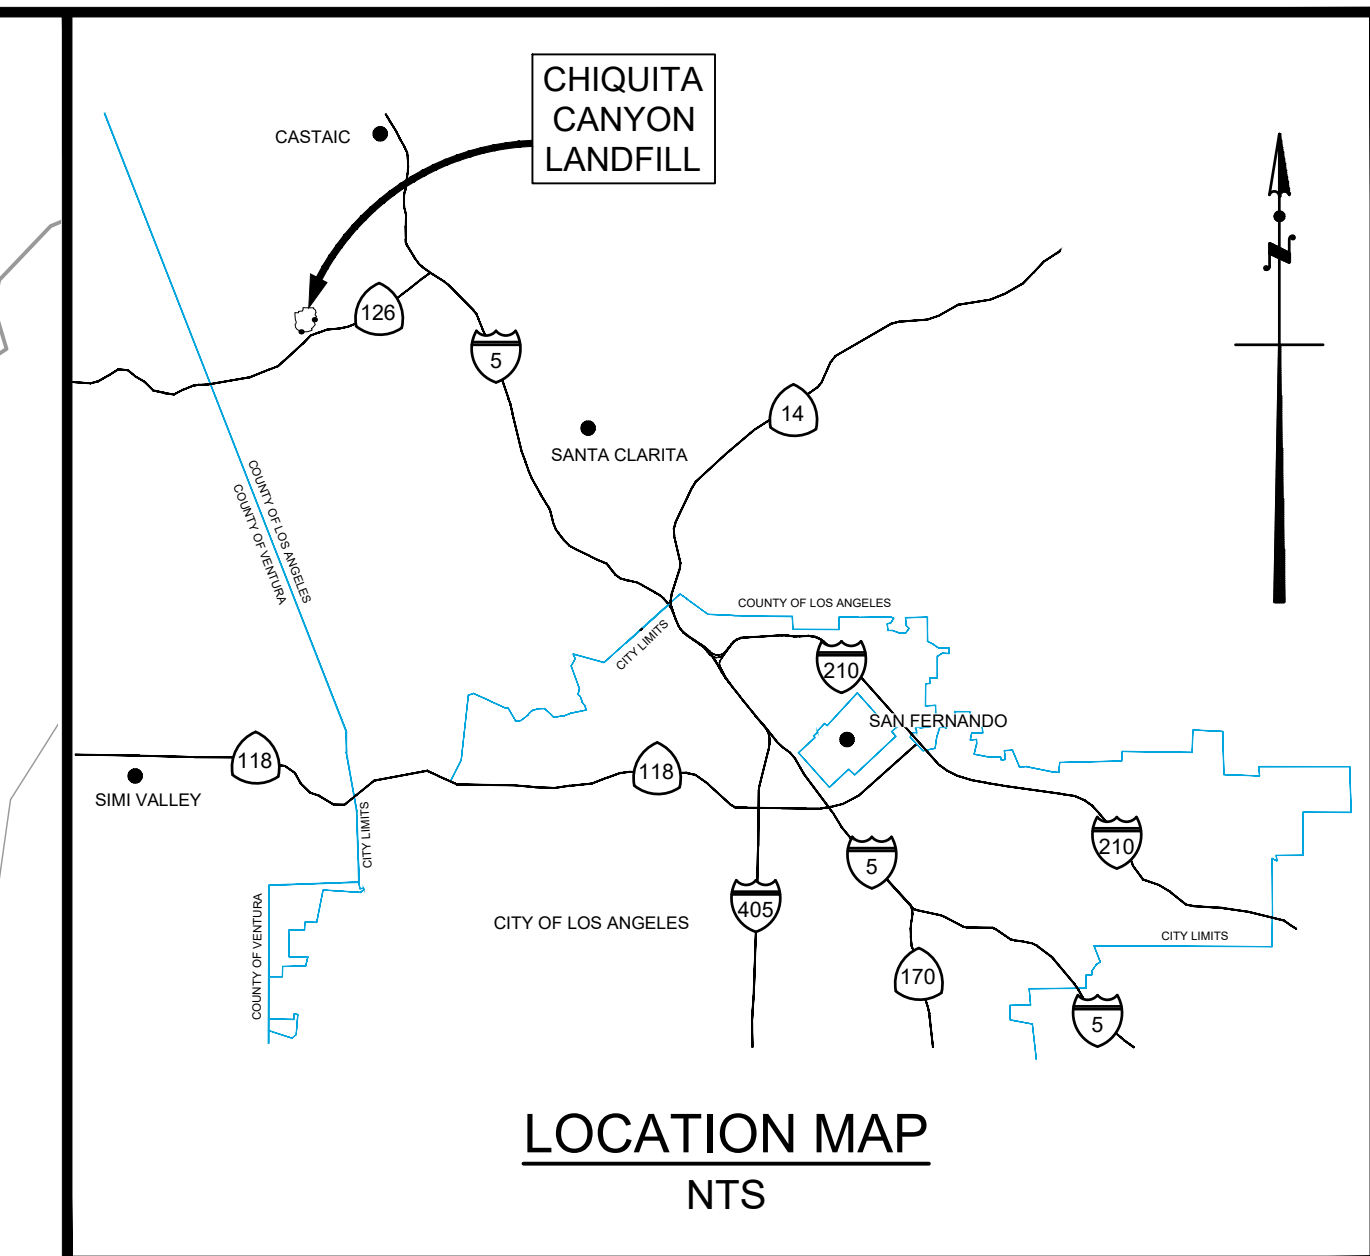 CHIQUITA
CANYON
LANDFILL
CASTAIC
N
126
5
14
SANTA CLARITA
COUNTY OF LOS ANGELES
COUNTY OF VENTURA
COUNTY OF LOS ANGELES
CITY LIMITS
210
SAN FERNANDO
118
118
SIMI VALLEY
CITY LIMITS
210
5
405
CITY OF LOS ANGELES
COUNTY OF VENTURA
CITY LIMITS
170
5
LOCATION MAP
NTS